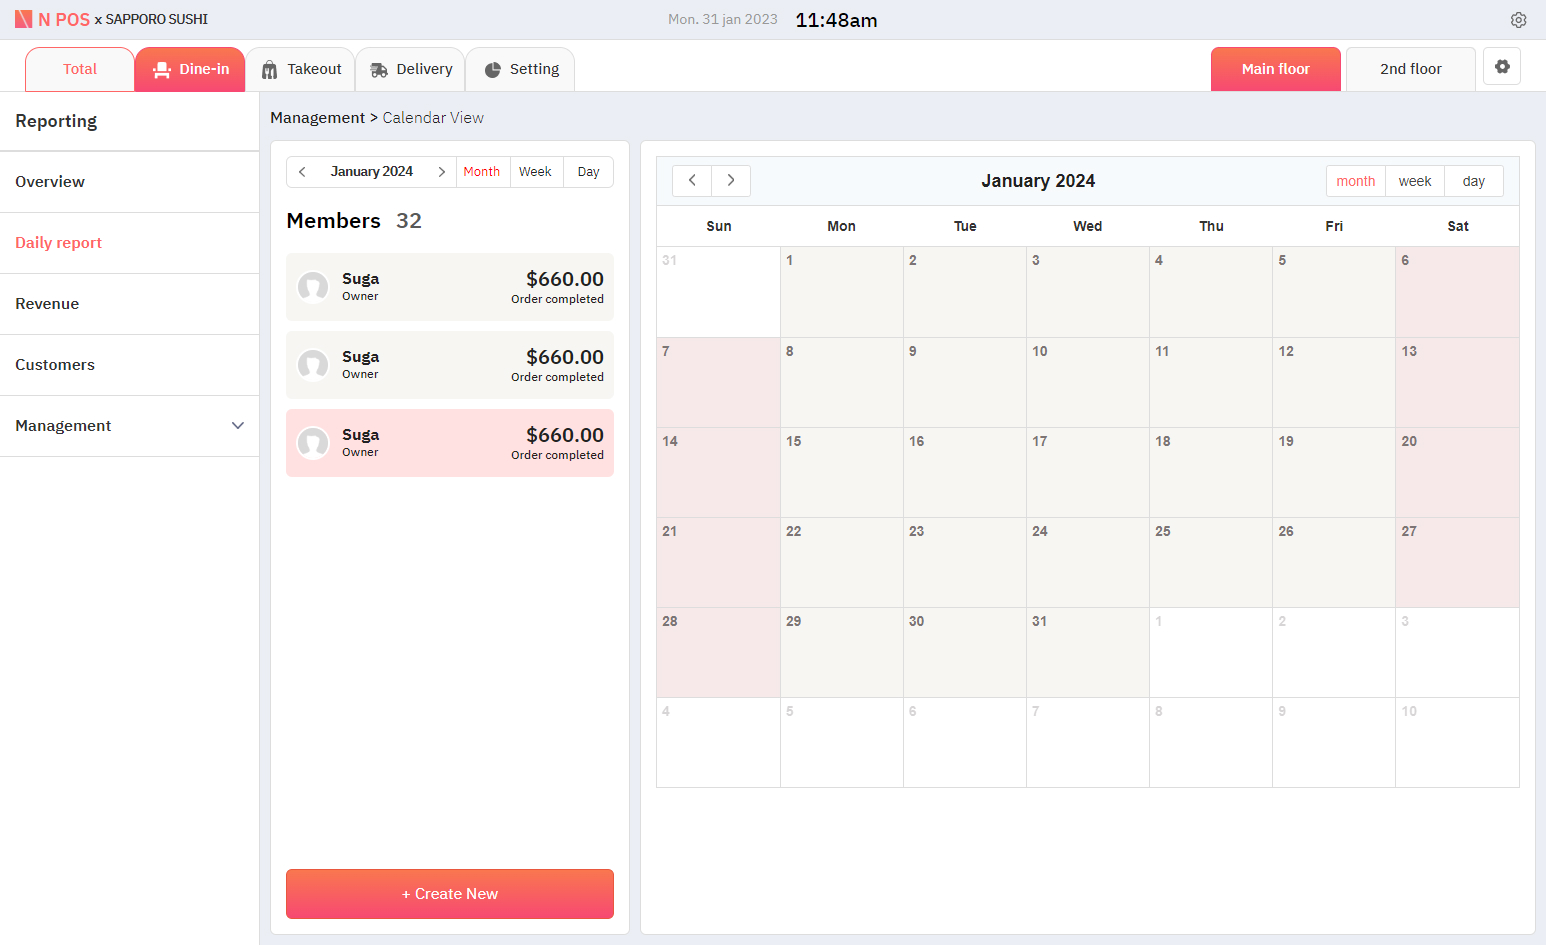 N POS x SAPPORO SUSHI
Mon. 31 jan 2023 11:48am
Total Dine-in Takeout Delivery Setting Main floor 2nd floor
Reporting
Overview
Daily report
Revenue
Customers
Management
Management > Calendar View
January 2024 Month Week Day
Members 32
Suga $660.00
Owner Order completed
Suga $660.00
Owner Order completed
Suga $660.00
Owner Order completed
+ Create New
January 2024 month week day
Sun Mon Tue Wed Thu Fri Sat
31 1 2 3 4 5 6
7 8 9 10 11 12 13
14 15 16 17 18 19 20
21 22 23 24 25 26 27
28 29 30 31 1 2 3
4 5 6 7 8 9 10